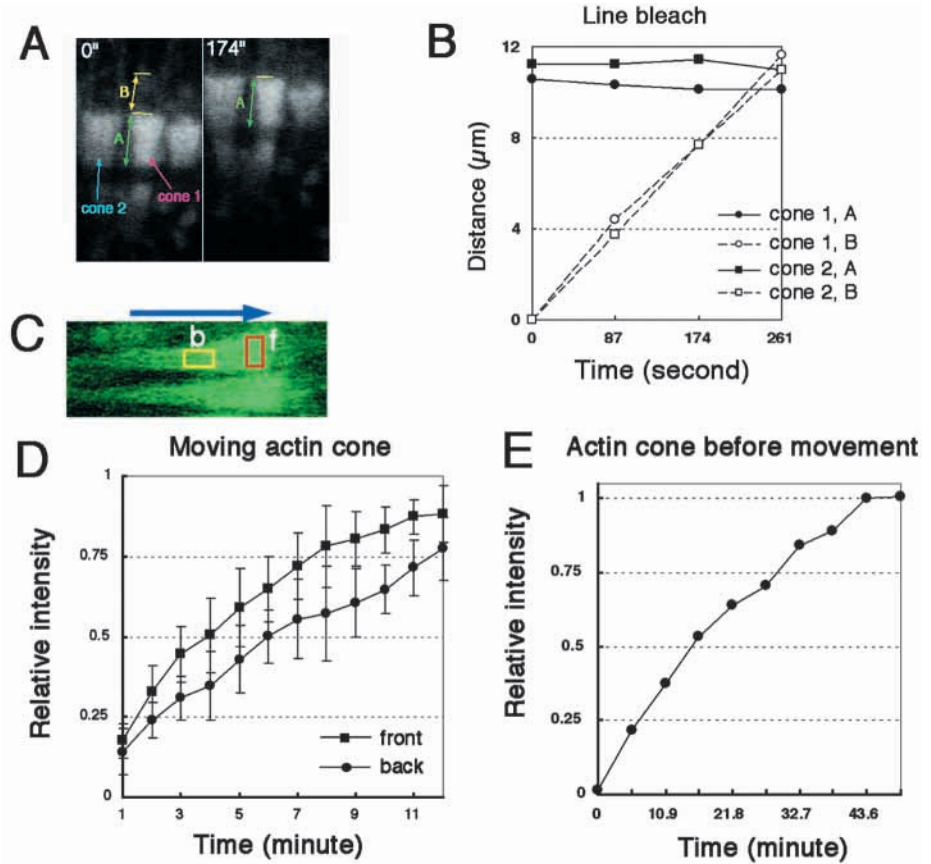 A
0"
174"
B
A
A
cone 2
cone 1
B
Line bleach
12
8
4
0
Distance (µm)
0
87
174
261
Time (second)
cone 1, A
cone 1, B
cone 2, A
cone 2, B
C
b
f
D
Moving actin cone
1
0.75
0.5
0.25
0
Relative intensity
front
back
1
3
5
7
9
11
Time (minute)
E
Actin cone before movement
1
0.75
0.5
0.25
0
Relative intensity
0
10.9
21.8
32.7
43.6
Time (minute)